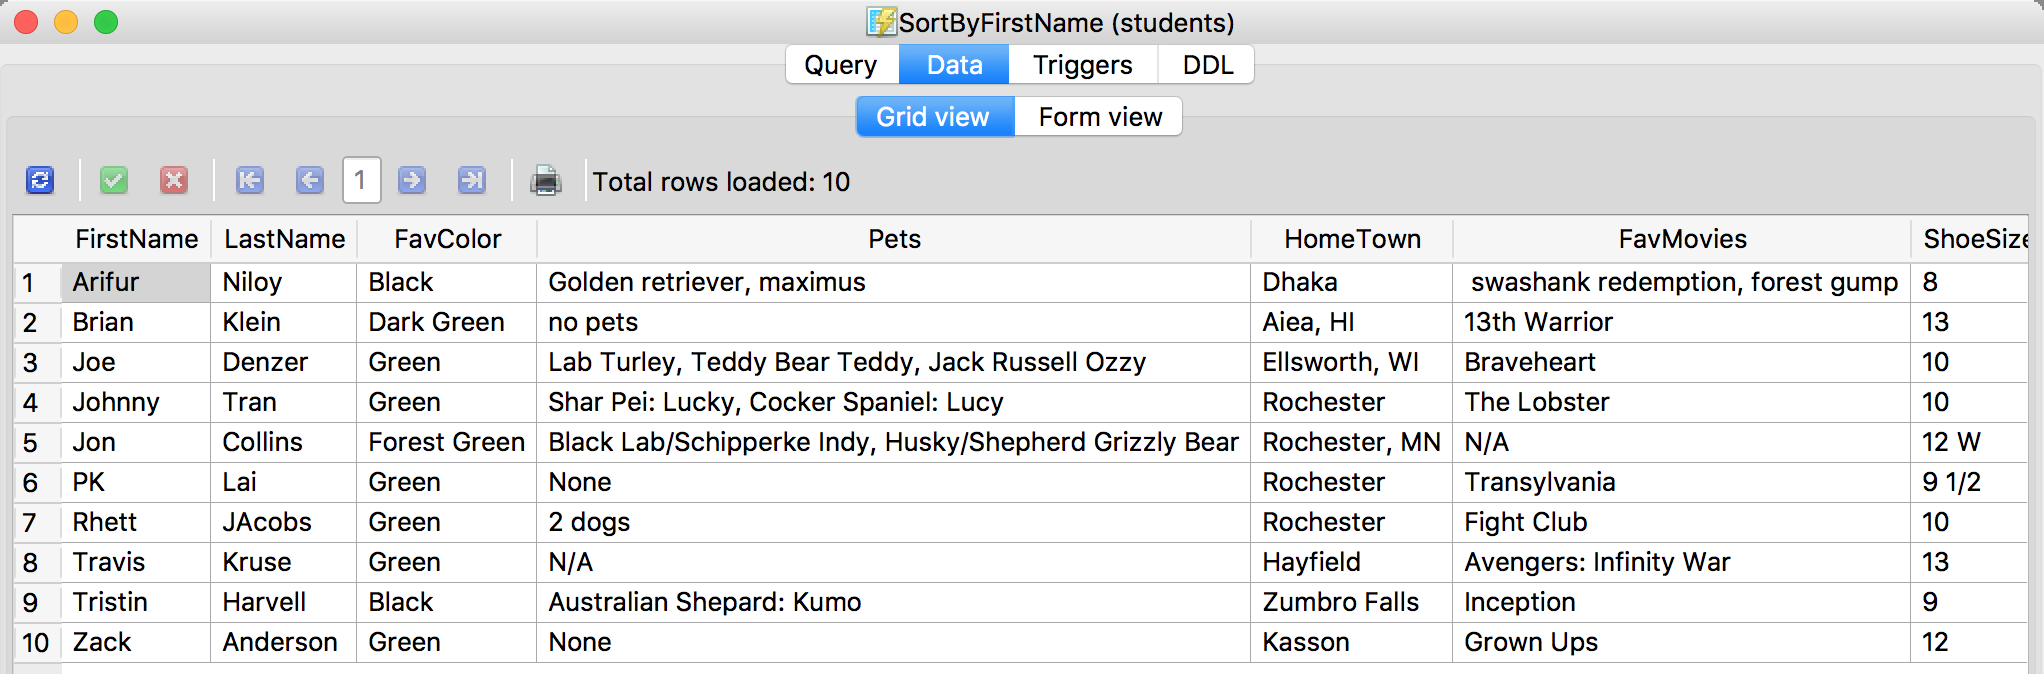 SortByFirstName (students)
Query Data Triggers DDL
Grid view Form view
1 Total rows loaded: 10
FirstName LastName FavColor Pets HomeTown FavMovies ShoeSize
1 Arifur Niloy Black Golden retriever, maximus Dhaka swashank redemption, forest gump 8
2 Brian Klein Dark Green no pets Aiea, HI 13th Warrior 13
3 Joe Denzer Green Lab Turley, Teddy Bear Teddy, Jack Russell Ozzy Ellsworth, WI Braveheart 10
4 Johnny Tran Green Shar Pei: Lucky, Cocker Spaniel: Lucy Rochester The Lobster 10
5 Jon Collins Forest Green Black Lab/Schipperke Indy, Husky/Shepherd Grizzly Bear Rochester, MN N/A 12 W
6 PK Lai Green None Rochester Transylvania 9 1/2
7 Rhett JAcobs Green 2 dogs Rochester Fight Club 10
8 Travis Kruse Green N/A Hayfield Avengers: Infinity War 13
9 Tristin Harvell Black Australian Shepard: Kumo Zumbro Falls Inception 9
10 Zack Anderson Green None Kasson Grown Ups 12